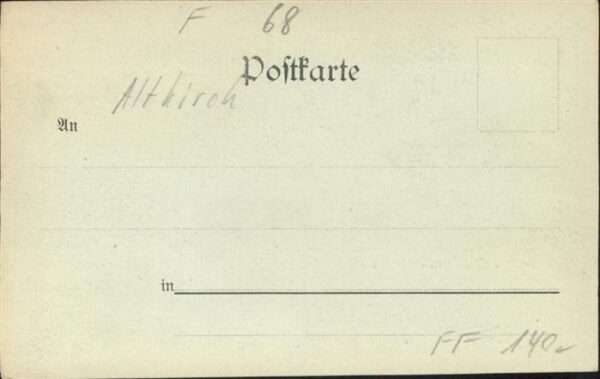 F 68
Postkarte
Altkirch
An
in
FF 140